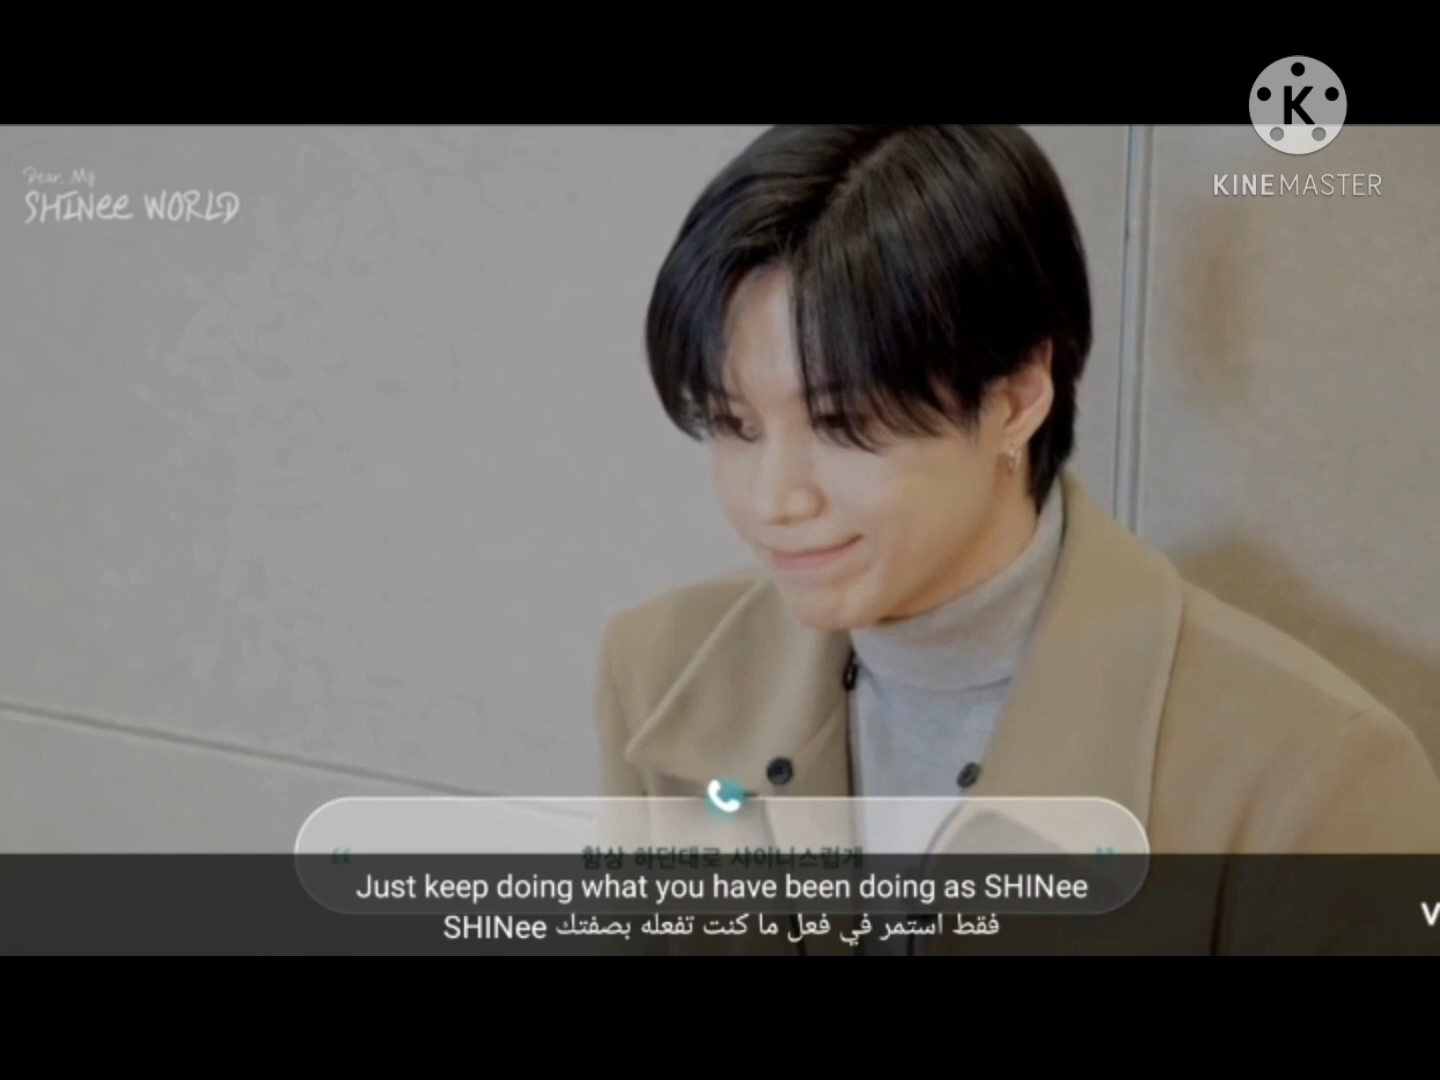 Dear. My
SHINee WORLD
K
KINEMASTER
“ 항상 하던대로 샤이니스럽게 ”
Just keep doing what you have been doing as SHINee
فقط استمر في فعل ما كنت تفعله بصفتك SHINee
V